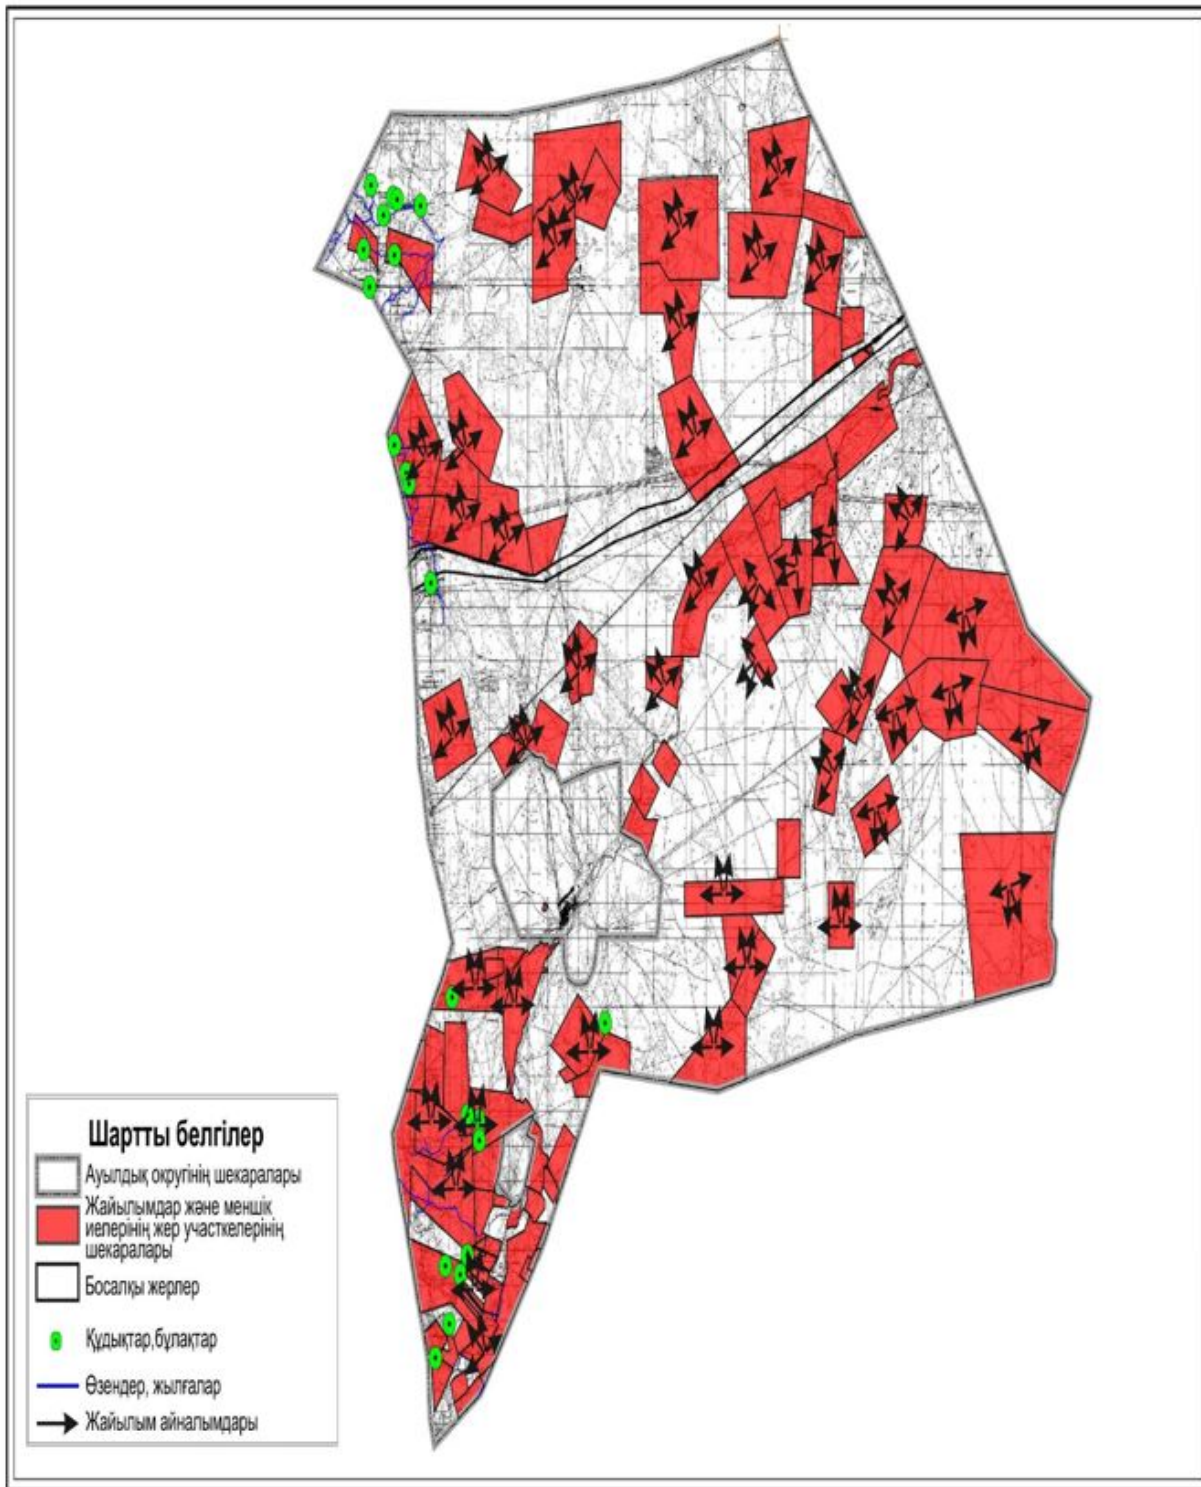 Шартты белгілер
Ауылдық округінің шекаралары
Жайылымдар және меншік
иелерінің жер участкелерінің
шекаралары
Босалқы жерлер
Құдықтар,бұлақтар
Өзендер, жылғалар
Жайылым айналымдары